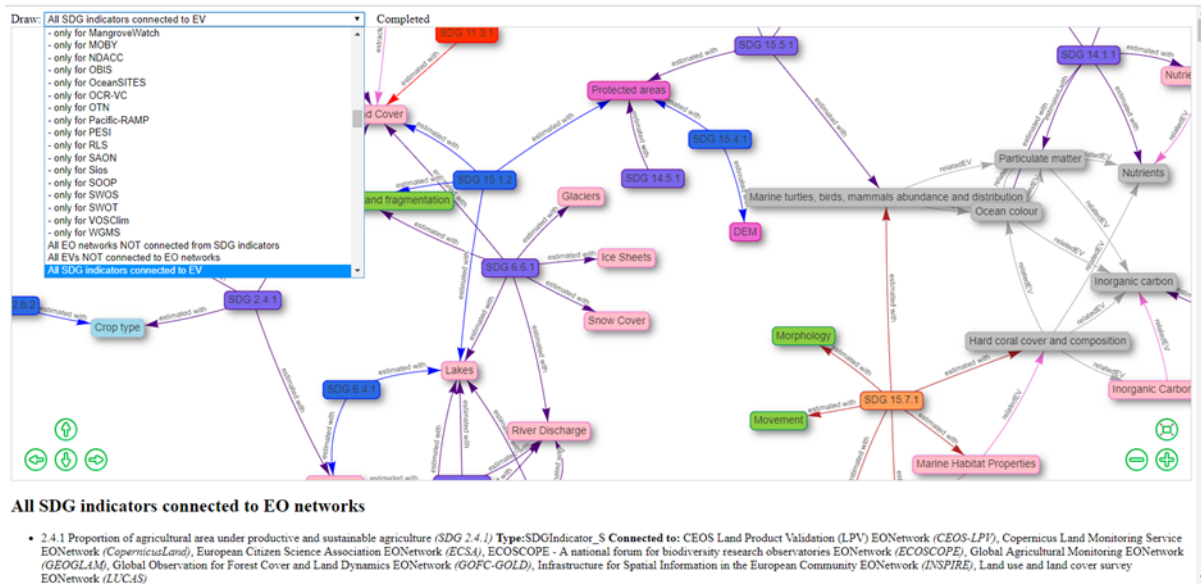 Draw: All SDG indicators connected to EV Completed
- only for MangroveWatch
- only for MOBY
- only for NDACC
- only for OBIS
- only for OceanSITES
- only for OCR-VC
- only for OTN
- only for Pacific-RAMP
- only for PESI
- only for RLS
- only for SAON
- only for Sios
- only for SOOP
- only for SWOS
- only for SWOT
- only for VOSClim
- only for WGMS
All EO networks NOT connected from SDG indicators
All EVs NOT connected to EO networks
All SDG indicators connected to EV
SDG 11.3.1
SDG 15.5.1
SDG 14.1.1
Protected areas
d Cover
SDG 15.4.1
Particulate matter
Nutrients
SDG 15.1.2
SDG 14.5.1
and fragmentation
Glaciers
Marine turtles, birds, mammals abundance and distribution
Ocean colour
DEM
SDG 6.6.1
Ice Sheets
Inorganic carbon
2.b.2
SDG 2.4.1
Crop type
Snow Cover
Morphology
Hard coral cover and composition
Lakes
SDG 6.4.1
Inorganic Carbon
SDG 15.7.1
Movement
River Discharge
Marine Habitat Properties
estimated with
relatedEV
All SDG indicators connected to EO networks
• 2.4.1 Proportion of agricultural area under productive and sustainable agriculture (SDG 2.4.1) Type:SDGIndicator_S Connected to: CEOS Land Product Validation (LPV) EONetwork (CEOS-LPV), Copernicus Land Monitoring Service
EONetwork (CopernicusLand), European Citizen Science Association EONetwork (ECSA), ECOSCOPE - A national forum for biodiversity research observatories EONetwork (ECOSCOPE), Global Agricultural Monitoring EONetwork
(GEOGLAM), Global Observation for Forest Cover and Land Dynamics EONetwork (GOFC-GOLD), Infrastructure for Spatial Information in the European Community EONetwork (INSPIRE), Land use and land cover survey
EONetwork (LUCAS)